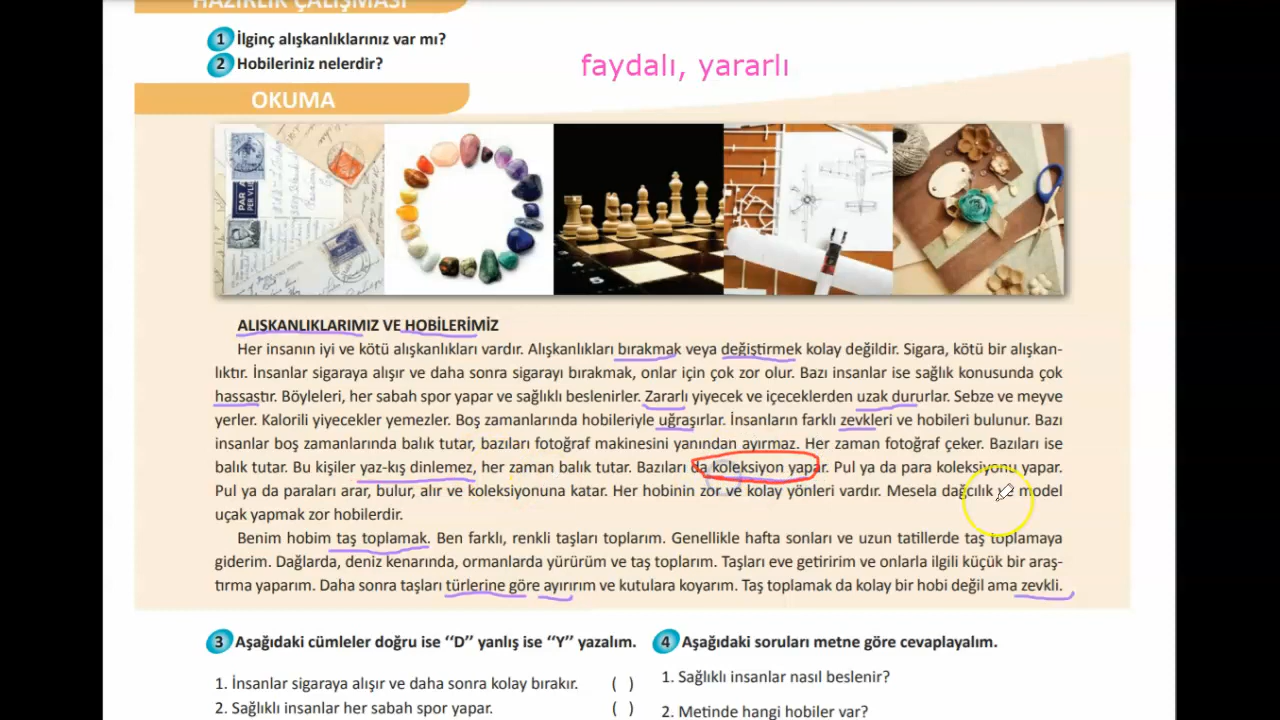 HAZIRLIK ÇALIŞMASI
1 İlginç alışkanlıklarınız var mı?
2 Hobileriniz nelerdir?
faydalı, yararlı
OKUMA
ALISKANLIKLARIMIZ VE HOBİLERİMİZ
Her insanın iyi ve kötü alışkanlıkları vardır. Alışkanlıkları bırakmak veya değiştirmek kolay değildir. Sigara, kötü bir alışkan-
lıktır. İnsanlar sigaraya alışır ve daha sonra sigarayı bırakmak, onlar için çok zor olur. Bazı insanlar ise sağlık konusunda çok
hassastır. Böyleleri, her sabah spor yapar ve sağlıklı beslenirler. Zararlı yiyecek ve içeceklerden uzak dururlar. Sebze ve meyve
yerler. Kalorili yiyecekler yemezler. Boş zamanlarında hobileriyle uğraşırlar. İnsanların farklı zevkleri ve hobileri bulunur. Bazı
insanlar boş zamanlarında balık tutar, bazıları fotoğraf makinesini yanından ayırmaz. Her zaman fotoğraf çeker. Bazıları ise
balık tutar. Bu kişiler yaz-kış dinlemez, her zaman balık tutar. Bazıları da koleksiyon yapar. Pul ya da para koleksiyonu yapar.
Pul ya da paraları arar, bulur, alır ve koleksiyonuna katar. Her hobinin zor ve kolay yönleri vardır. Mesela dağcılık ve model
uçak yapmak zor hobilerdir.
Benim hobim taş toplamak. Ben farklı, renkli taşları toplarım. Genellikle hafta sonları ve uzun tatillerde taş toplamaya
giderim. Dağlarda, deniz kenarında, ormanlarda yürürüm ve taş toplarım. Taşları eve getiririm ve onlarla ilgili küçük bir araş-
tırma yaparım. Daha sonra taşları türlerine göre ayırırım ve kutulara koyarım. Taş toplamak da kolay bir hobi değil ama zevkli.
3 Aşağıdaki cümleler doğru ise “D” yanlış ise “Y” yazalım.
1. İnsanlar sigaraya alışır ve daha sonra kolay bırakır. ( )
2. Sağlıklı insanlar her sabah spor yapar. ( )
4 Aşağıdaki soruları metne göre cevaplayalım.
1. Sağlıklı insanlar nasıl beslenir?
2. Metinde hangi hobiler var?